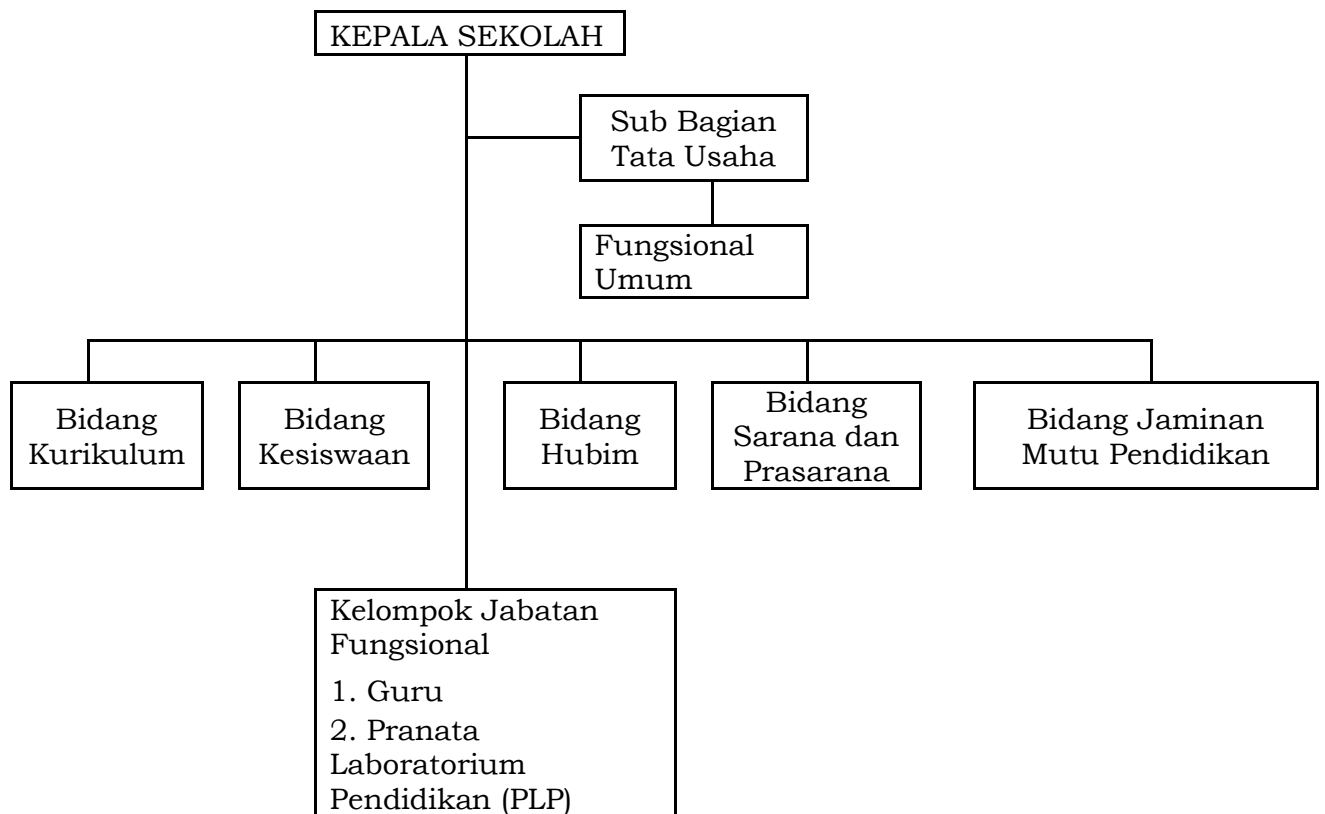 KEPALA SEKOLAH
Sub Bagian
Tata Usaha
Fungsional
Umum
Bidang
Kurikulum
Bidang
Kesiswaan
Bidang
Hubim
Bidang
Sarana dan
Prasarana
Bidang Jaminan
Mutu Pendidikan
Kelompok Jabatan
Fungsional
1. Guru
2. Pranata
Laboratorium
Pendidikan (PLP)